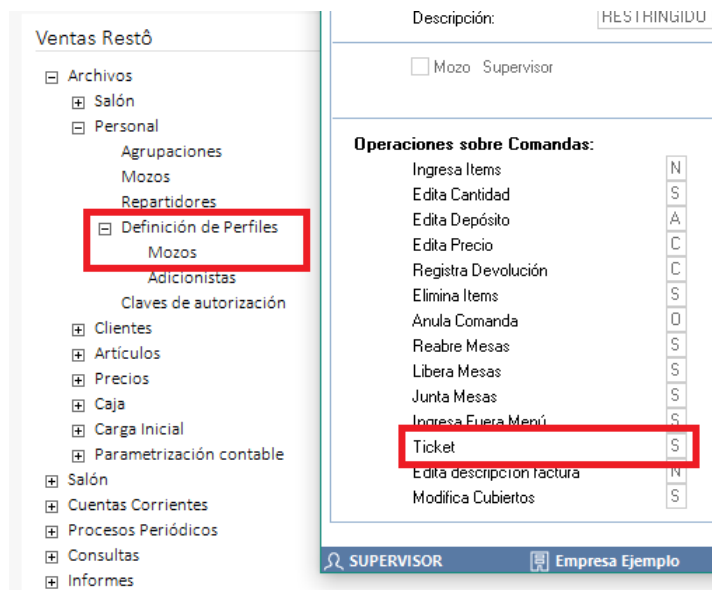 Ventas Restô
Archivos
Salón
Personal
Agrupaciones
Mozos
Repartidores
Definición de Perfiles
Mozos
Adicionistas
Claves de autorización
Clientes
Artículos
Precios
Caja
Carga Inicial
Parametrización contable
Salón
Cuentas Corrientes
Procesos Periódicos
Consultas
Informes
Descripción: RESTRINGIDO
Mozo Supervisor
Operaciones sobre Comandas:
Ingresa Items N
Edita Cantidad S
Edita Depósito A
Edita Precio C
Registra Devolución C
Elimina Items S
Anula Comanda O
Reabre Mesas S
Libera Mesas S
Junta Mesas S
Ingresa Fuera Menú S
Ticket S
Edita descripción factura N
Modifica Cubiertos S
SUPERVISOR Empresa Ejemplo